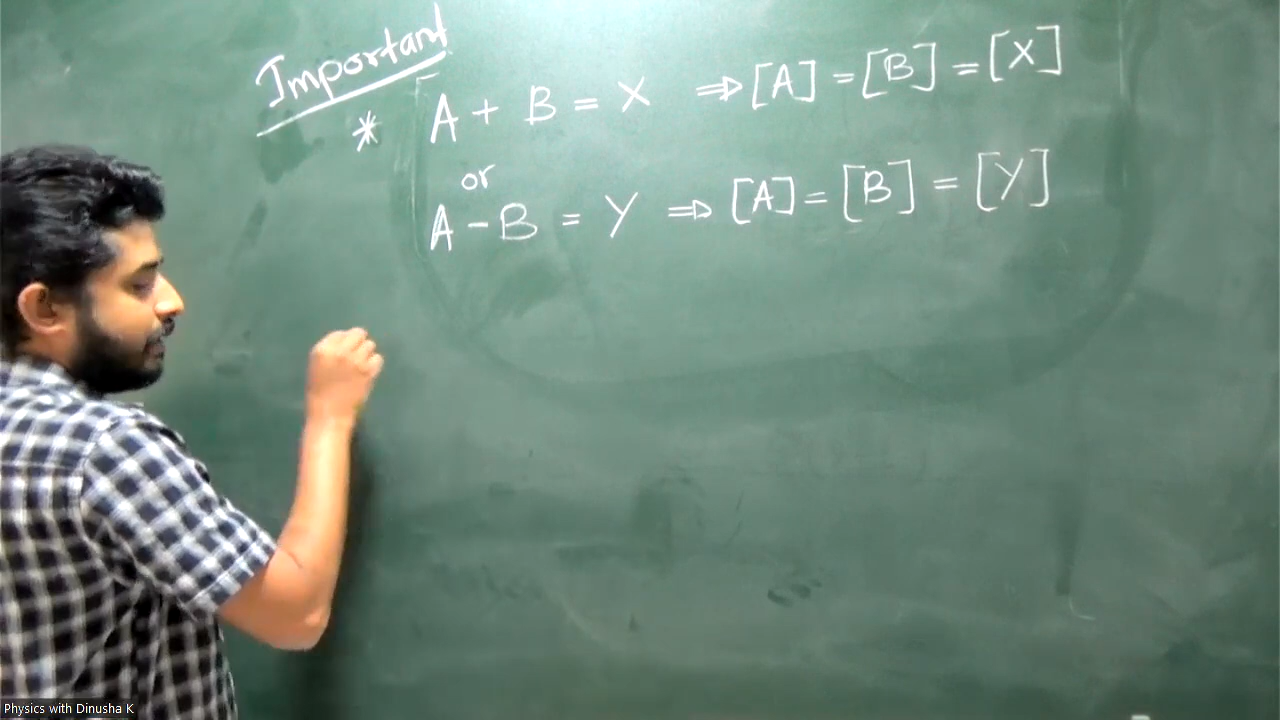 Important
* A + B = X ⇒ [A] = [B] = [X]
or
A - B = Y ⇒ [A] = [B] = [Y]
Physics with Dinusha K